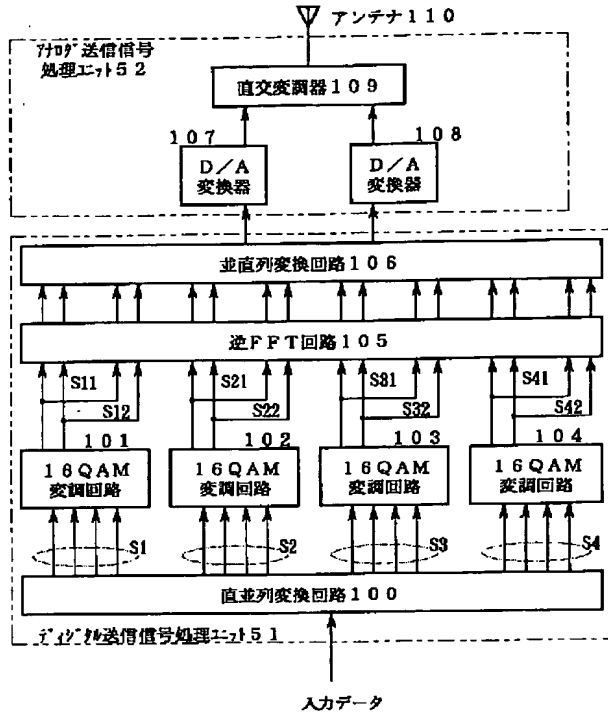 アンテナ110
アナログ送信信号
処理ユニット52
直交変調器109
107
108
D/A
変換器
D/A
変換器
並直列変換回路106
逆FFT回路105
S11
S12
S21
S22
S31
S32
S41
S42
101
102
103
104
16QAM
変調回路
16QAM
変調回路
16QAM
変調回路
16QAM
変調回路
S1
S2
S3
S4
直並列変換回路100
ディジタル送信信号処理ユニット51
入力データ